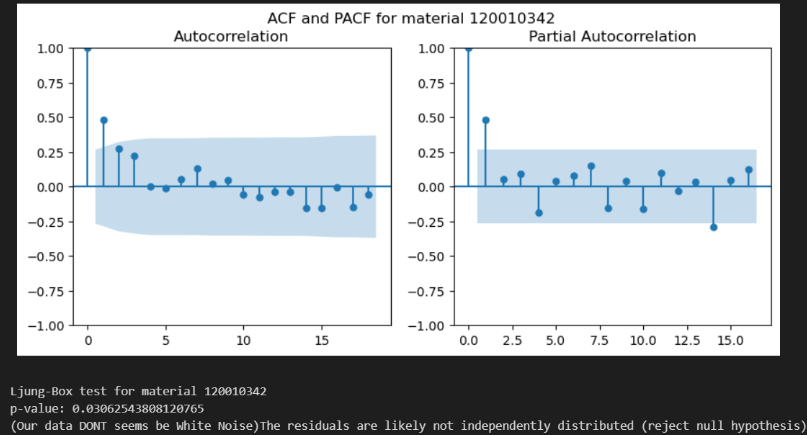 ACF and PACF for material 120010342
Autocorrelation
Partial Autocorrelation
1.00
0.75
0.50
0.25
0.00
−0.25
−0.50
−0.75
−1.00
0 5 10 15
1.00
0.75
0.50
0.25
0.00
−0.25
−0.50
−0.75
−1.00
0.0 2.5 5.0 7.5 10.0 12.5 15.0
Ljung-Box test for material 120010342
p-value: 0.03062543808120765
(Our data DONT seems be White Noise)The residuals are likely not independently distributed (reject null hypothesis)